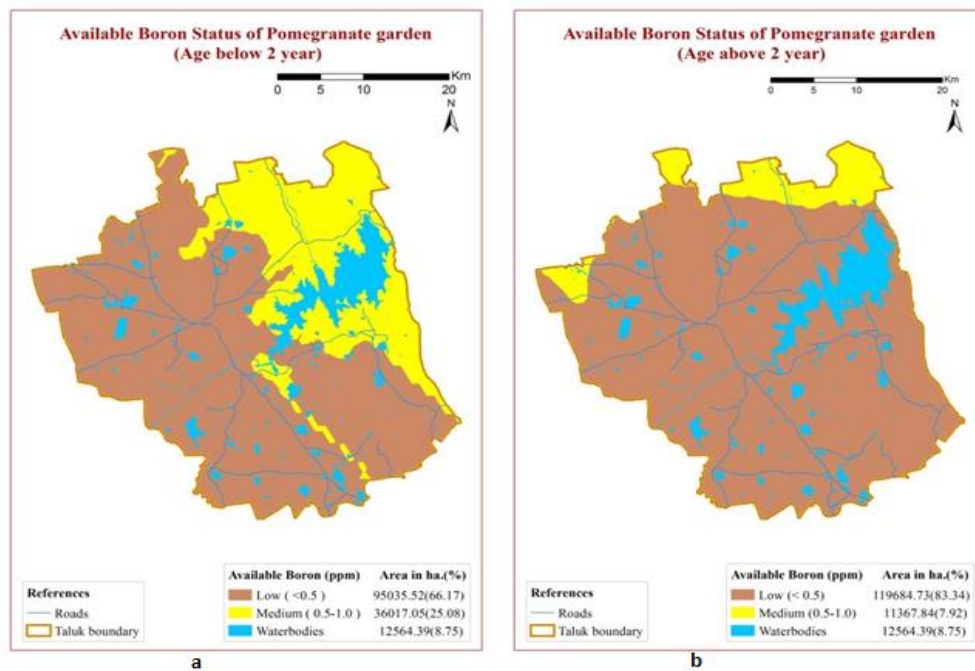 Available Boron Status of Pomegranate garden
(Age below 2 year)
Km
0 5 10 20
N
References
Roads
Taluk boundary
Available Boron (ppm) Area in ha.(%)
Low ( <0.5 ) 95035.52(66.17)
Medium ( 0.5-1.0 ) 36017.05(25.08)
Waterbodies 12564.39(8.75)
a
Available Boron Status of Pomegranate garden
(Age above 2 year)
Km
0 5 10 20
N
References
Roads
Taluk boundary
Available Boron (ppm) Area in ha.(%)
Low (< 0.5) 119684.73(83.34)
Medium (0.5-1.0) 11367.84(7.92)
Waterbodies 12564.39(8.75)
b